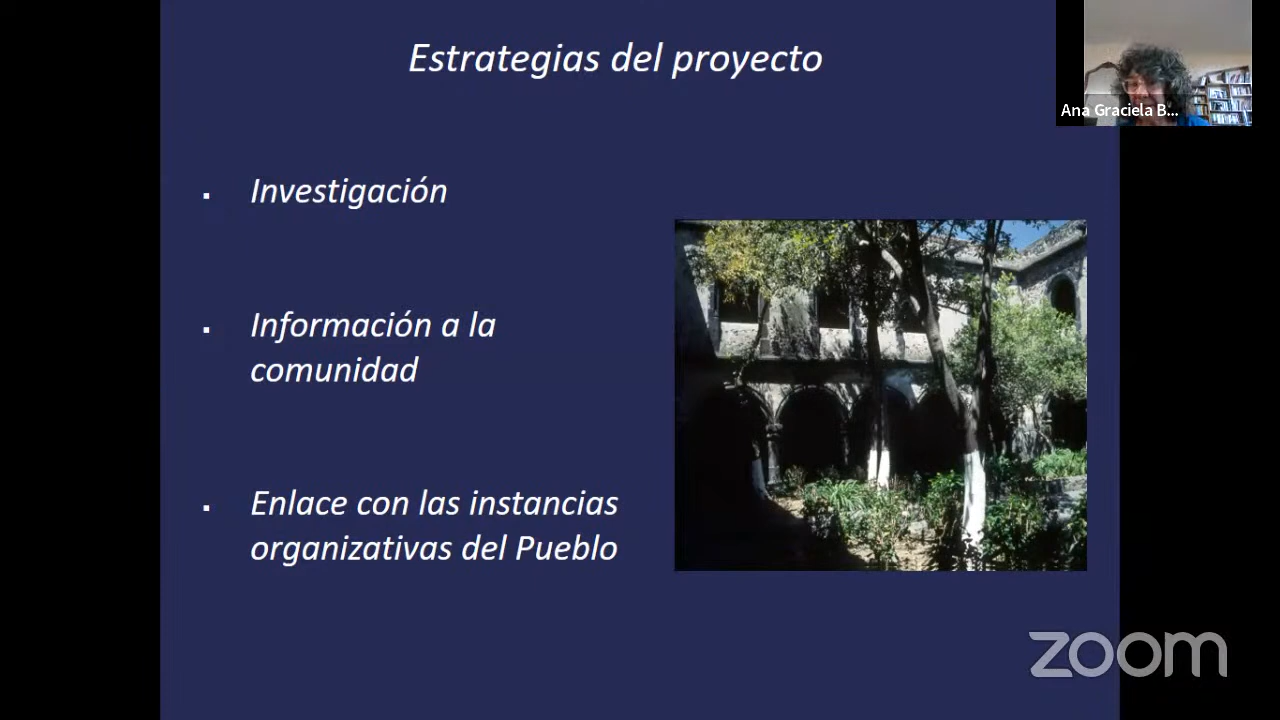 Estrategias del proyecto
Ana Graciela B...
▪ Investigación
▪ Información a la
comunidad
▪ Enlace con las instancias
organizativas del Pueblo
zoom